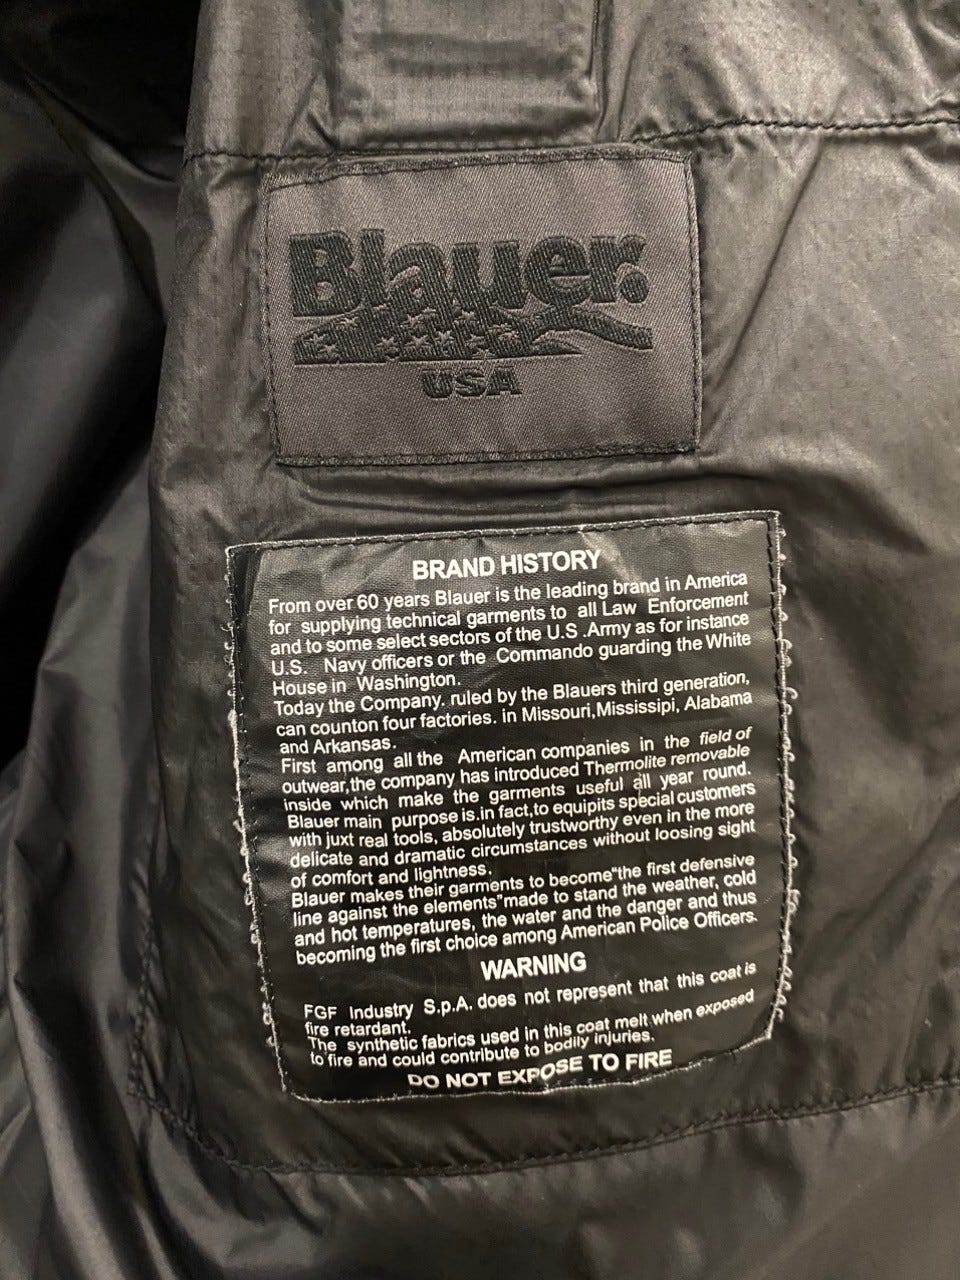 Blauer.
USA
BRAND HISTORY
From over 60 years Blauer is the leading brand in America
for supplying technical garments to all Law Enforcement
and to some select sectors of the U.S .Army as for instance
U.S. Navy officers or the Commando guarding the White
House in Washington.
Today the Company. ruled by the Blauers third generation,
can counton four factories. in Missouri,Mississipi, Alabama
and Arkansas.
First among all the American companies in the field of
outwear,the company has introduced Thermolite removable
inside which make the garments useful all year round.
Blauer main purpose is.in fact,to equipits special customers
with juxt real tools, absolutely trustworthy even in the more
delicate and dramatic circumstances without loosing sight
of comfort and lightness.
Blauer makes their garments to become"the first defensive
line against the elements"made to stand the weather, cold
and hot temperatures, the water and the danger and thus
becoming the first choice among American Police Officers.
WARNING
FGF Industry S.p.A. does not represent that this coat is
fire retardant.
The synthetic fabrics used in this coat melt when exposed
to fire and could contribute to bodily injuries.
DO NOT EXPOSE TO FIRE